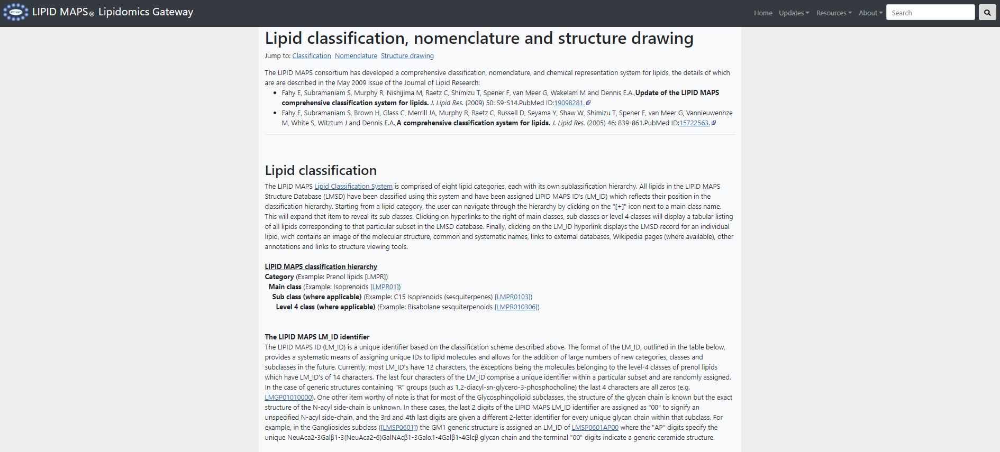 LIPID MAPS
LIPID MAPS® Lipidomics Gateway
Home Updates Resources About Search
Lipid classification, nomenclature and structure drawing
Jump to: Classification Nomenclature Structure drawing
The LIPID MAPS consortium has developed a comprehensive classification, nomenclature, and chemical representation system for lipids, the details of which
are are described in the May 2009 issue of the Journal of Lipid Research:
• Fahy E, Subramaniam S, Murphy R, Nishijima M, Raetz C, Shimizu T, Spener F, van Meer G, Wakelam M and Dennis E.A.,Update of the LIPID MAPS
comprehensive classification system for lipids. J. Lipid Res. (2009) 50: S9-S14.PubMed ID:19098281.
• Fahy E, Subramaniam S, Brown H, Glass C, Merrill JA, Murphy R, Raetz C, Russell D, Seyama Y, Shaw W, Shimizu T, Spener F, van Meer G, Vannieuwenhze
M, White S, Witztum J and Dennis E.A.,A comprehensive classification system for lipids. J. Lipid Res. (2005) 46: 839-861.PubMed ID:15722563.
Lipid classification
The LIPID MAPS Lipid Classification System is comprised of eight lipid categories, each with its own sublassification hierarchy. All lipids in the LIPID MAPS
Structure Database (LMSD) have been classified using this system and have been assigned LIPID MAPS ID's (LM_ID) which reflects their position in the
classification hierarchy. Starting from a lipid category, the user can navigate through the hierarchy by clicking on the "[+]" icon next to a main class name.
This will expand that item to reveal its sub classes. Clicking on hyperlinks to the right of main classes, sub classes or level 4 classes will display a tabular listing
of all lipids corresponding to that particular subset in the LMSD database. Finally, clicking on the LM_ID hyperlink displays the LMSD record for an individual
lipid, wich contains an image of the molecular structure, common and systematic names, links to external databases, Wikipedia pages (where available), other
annotations and links to structure viewing tools.
LIPID MAPS classification hierarchy
Category (Example: Prenol lipids [LMPR])
Main class (Example: Isoprenoids [LMPR01])
Sub class (where applicable) (Example: C15 Isoprenoids (sesquiterpenes) [LMPR0103])
Level 4 class (where applicable) (Example: Bisabolane sesquiterpenoids [LMPR010306])
The LIPID MAPS LM_ID identifier
The LIPID MAPS ID (LM_ID) is a unique identifier based on the classification scheme described above. The format of the LM_ID, outlined in the table below,
provides a systematic means of assigning unique IDs to lipid molecules and allows for the addition of large numbers of new categories, classes and
subclasses in the future. Currently, most LM_ID's have 12 characters, the exceptions being the molecules belonging to the level-4 classes of prenol lipids
which have LM_ID's of 14 characters. The last four characters of the LM_ID comprise a unique identifier within a particular subset and are randomly assigned.
In the case of generic structures containing "R" groups (such as 1,2-diacyl-sn-glycero-3-phosphocholine) the last 4 characters are all zeros (e.g.
LMGP01010000). One other item worthy of note is that for most of the Glycosphingolipid subclasses, the structure of the glycan chain is known but the exact
structure of the N-acyl side-chain is unknown. In these cases, the last 2 digits of the LIPID MAPS LM_ID identifier are assigned as "00" to signify an
unspecified N-acyl side-chain, and the 3rd and 4th last digits are given a different 2-letter identifier for every unique glycan chain within that subclass. For
example, in the Gangliosides subclass ([LMSP0601]) the GM1 generic structure is assigned an LM_ID of LMSP0601AP00 where the "AP" digits specify the
unique NeuAca2-3Galβ1-3(NeuAca2-6)GalNAcβ1-3Galα1-4Galβ1-4Glcβ glycan chain and the terminal "00" digits indicate a generic ceramide structure.